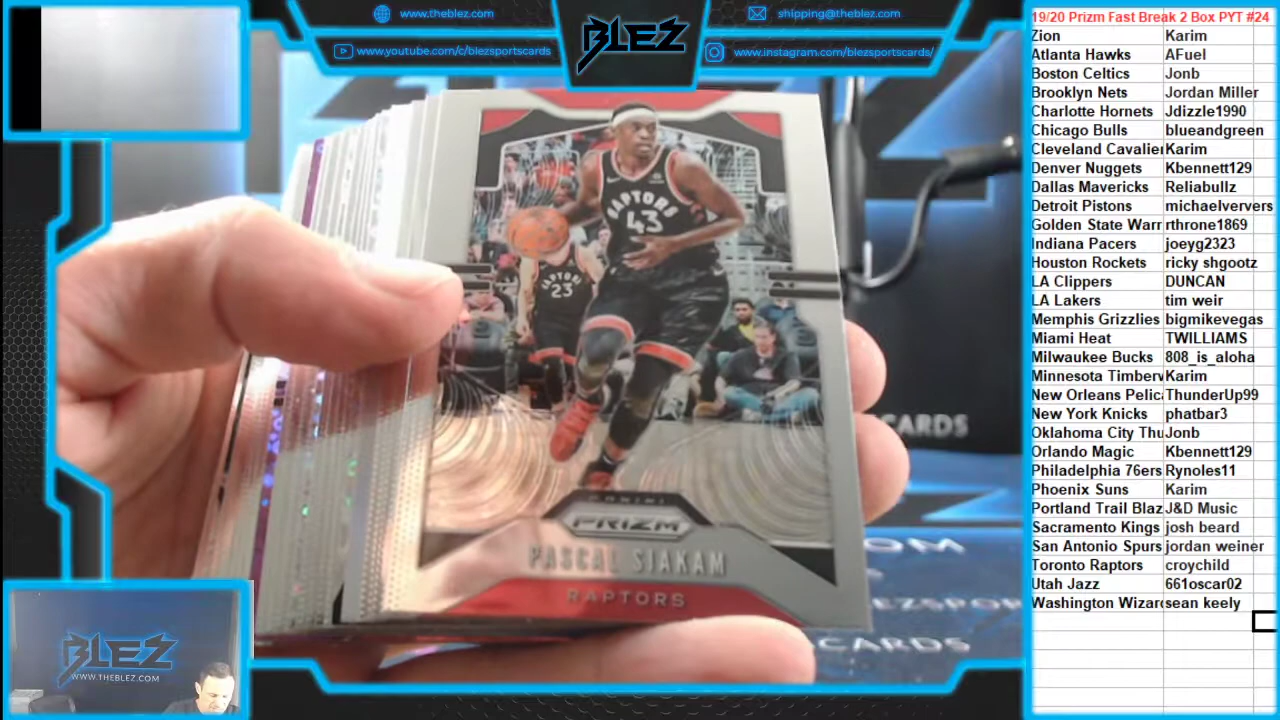 www.theblez.com
www.youtube.com/c/blezsportscards
BLEZ
shipping@theblez.com
www.instagram.com/blezsportscards/
19/20 Prizm Fast Break 2 Box PYT #24
Zion Karim
Atlanta Hawks AFuel
Boston Celtics Jonb
Brooklyn Nets Jordan Miller
Charlotte Hornets Jdizzle1990
Chicago Bulls blueandgreen
Cleveland Cavalier Karim
Denver Nuggets Kbennett129
Dallas Mavericks Reliabullz
Detroit Pistons michaelververs
Golden State Warr rthrone1869
Indiana Pacers joeyg2323
Houston Rockets ricky shgootz
LA Clippers DUNCAN
LA Lakers tim weir
Memphis Grizzlies bigmikevegas
Miami Heat TWILLIAMS
Milwaukee Bucks 808_is_aloha
Minnesota Timberv Karim
New Orleans Pelic ThunderUp99
New York Knicks phatbar3
Oklahoma City Thu Jonb
Orlando Magic Kbennett129
Philadelphia 76ers Rynoles11
Phoenix Suns Karim
Portland Trail Blaz J&D Music
Sacramento Kings josh beard
San Antonio Spurs jordan weiner
Toronto Raptors croychild
Utah Jazz 661oscar02
Washington Wizar sean keely
RAPTORS
43
RAPTORS
23
PANINI
PRIZM
PASCAL SIAKAM
RAPTORS
CARDS
OM
BLEZSPOR
CARDS
BLEZ
WWW.THEBLEZ.COM